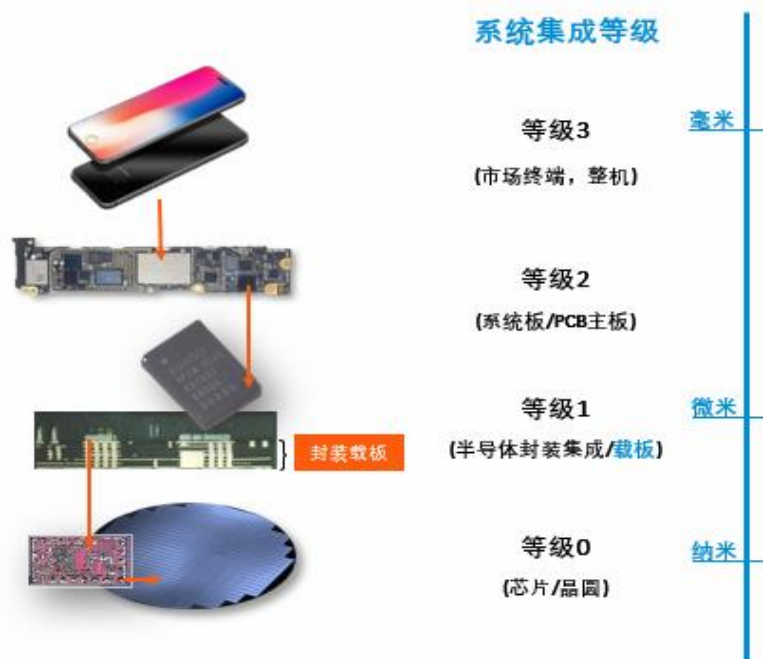 系统集成等级
等级3
毫米
(市场终端，整机)
等级2
(系统板/PCB主板)
等级1
微米
封装载板
(半导体封装集成/载板)
等级0
纳米
(芯片/晶圆)